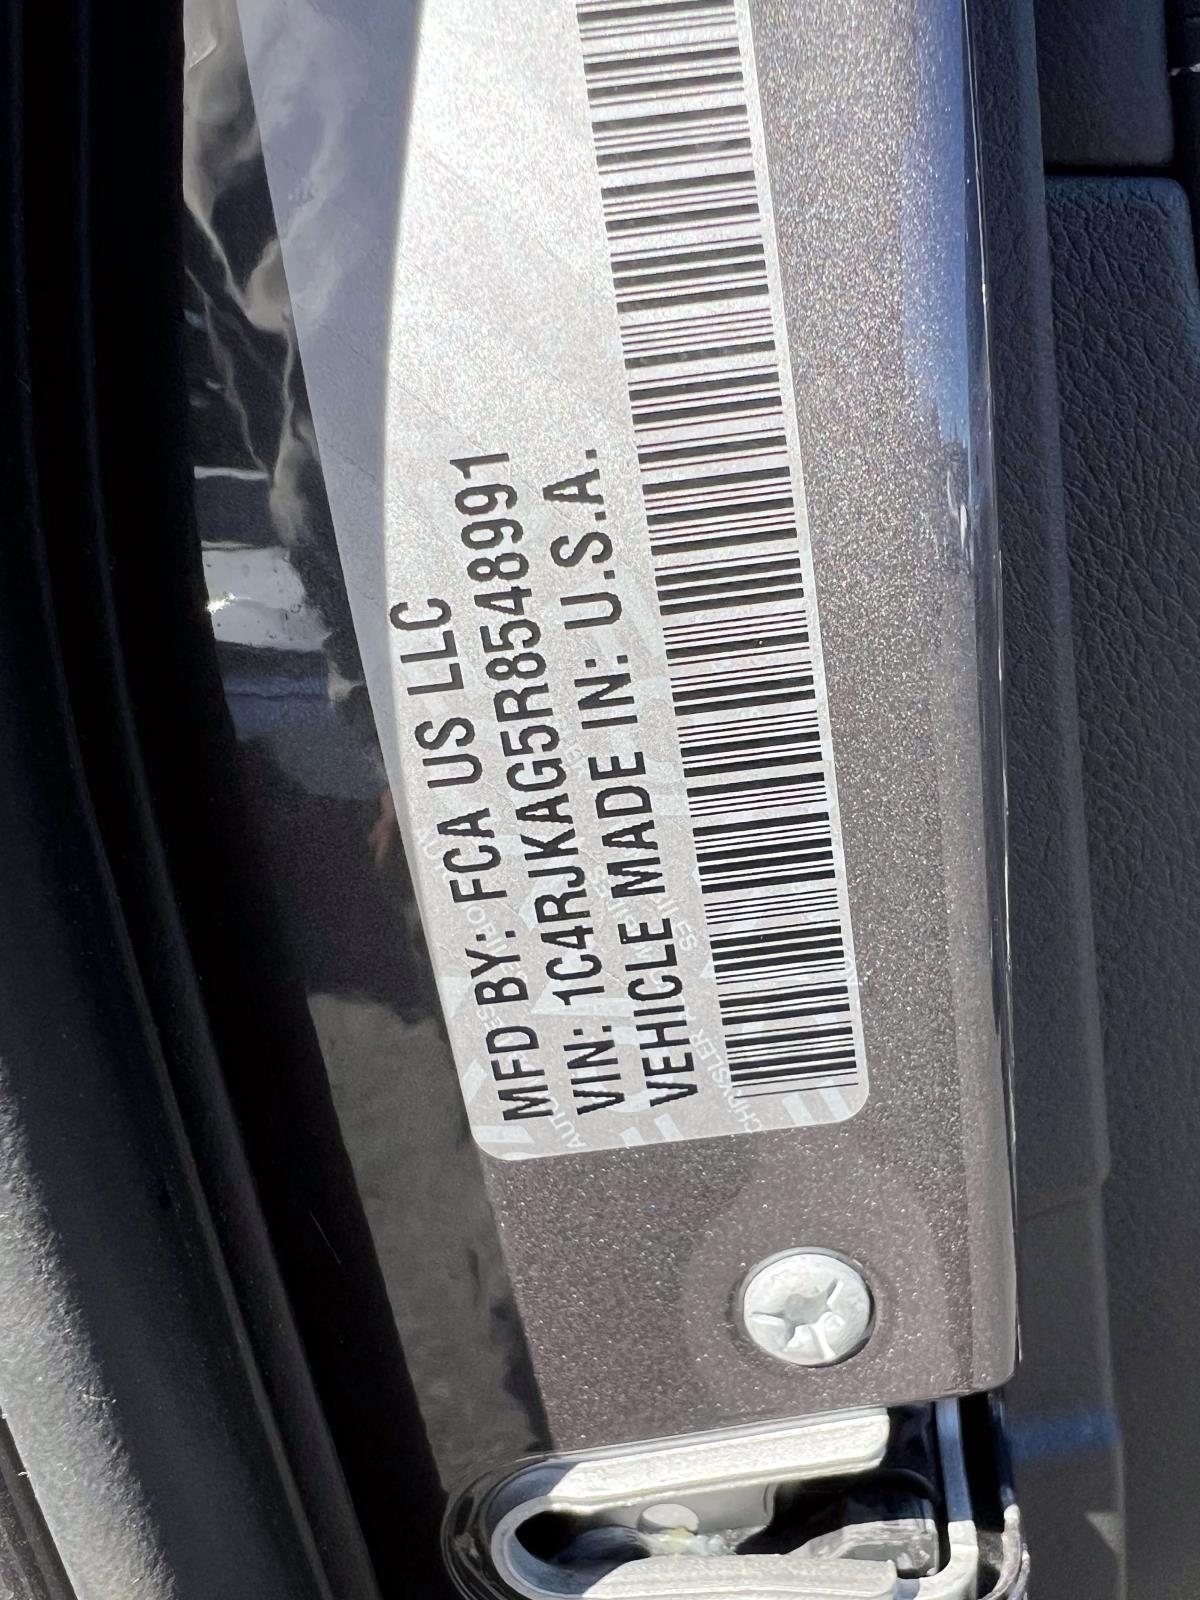 MFD BY: FCA US LLC
VIN: 1C4RJKAG5R8548991
VEHICLE MADE IN: U.S.A.